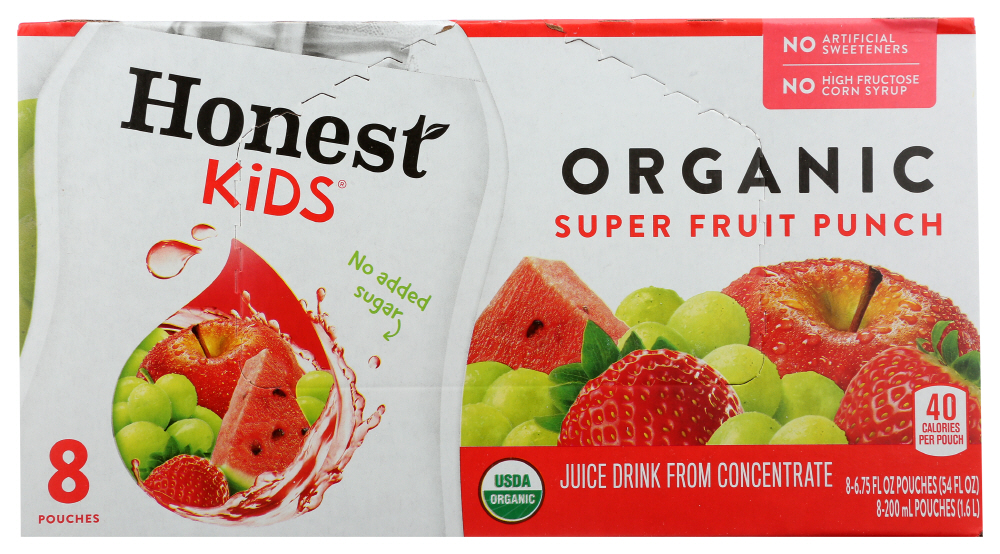 Honest
KiDS®
No added
sugar
8
POUCHES
NO ARTIFICIAL
SWEETENERS
NO HIGH FRUCTOSE
CORN SYRUP
ORGANIC
SUPER FRUIT PUNCH
40
CALORIES
PER POUCH
USDA
ORGANIC
JUICE DRINK FROM CONCENTRATE
8-6.75 FL OZ POUCHES (54 FL OZ)
8-200 mL POUCHES (1.6 L)